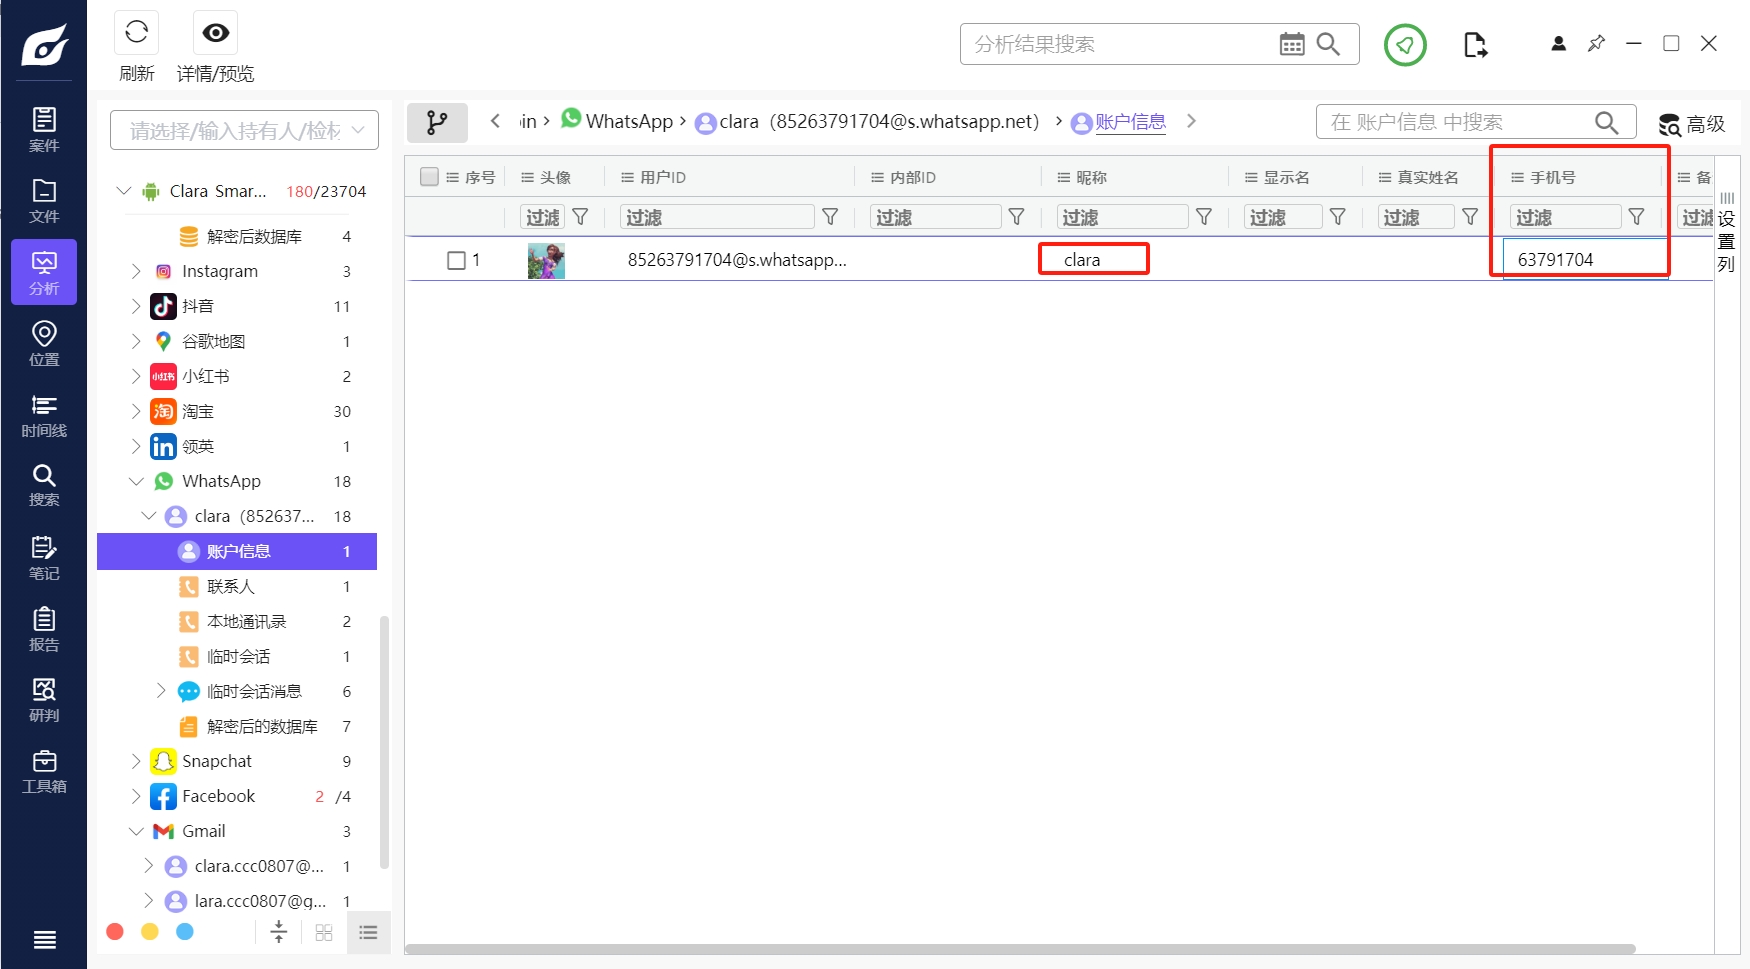 刷新
详情/预览
分析结果搜索
案件
文件
分析
位置
时间线
搜索
笔记
报告
研判
工具箱
请选择/输入持有人/检材
Clara Smar... 180/23704
解密后数据库 4
Instagram 3
抖音 11
谷歌地图 1
小红书 小红书 2
淘 淘宝 30
in 领英 1
WhatsApp 18
clara（852637... 18
账户信息 1
联系人 1
本地通讯录 2
临时会话 1
临时会话消息 6
解密后的数据库 7
Snapchat 9
Facebook 2 /4
Gmail 3
clara.ccc0807@... 1
lara.ccc0807@g... 1
in › WhatsApp › clara（85263791704@s.whatsapp.net） › 账户信息
在 账户信息 中搜索
高级
序号 头像 用户ID 内部ID 昵称 显示名 真实姓名 手机号 备
过滤 过滤 过滤 过滤 过滤 过滤 过滤 过滤
1 85263791704@s.whatsapp... clara 63791704
设置列